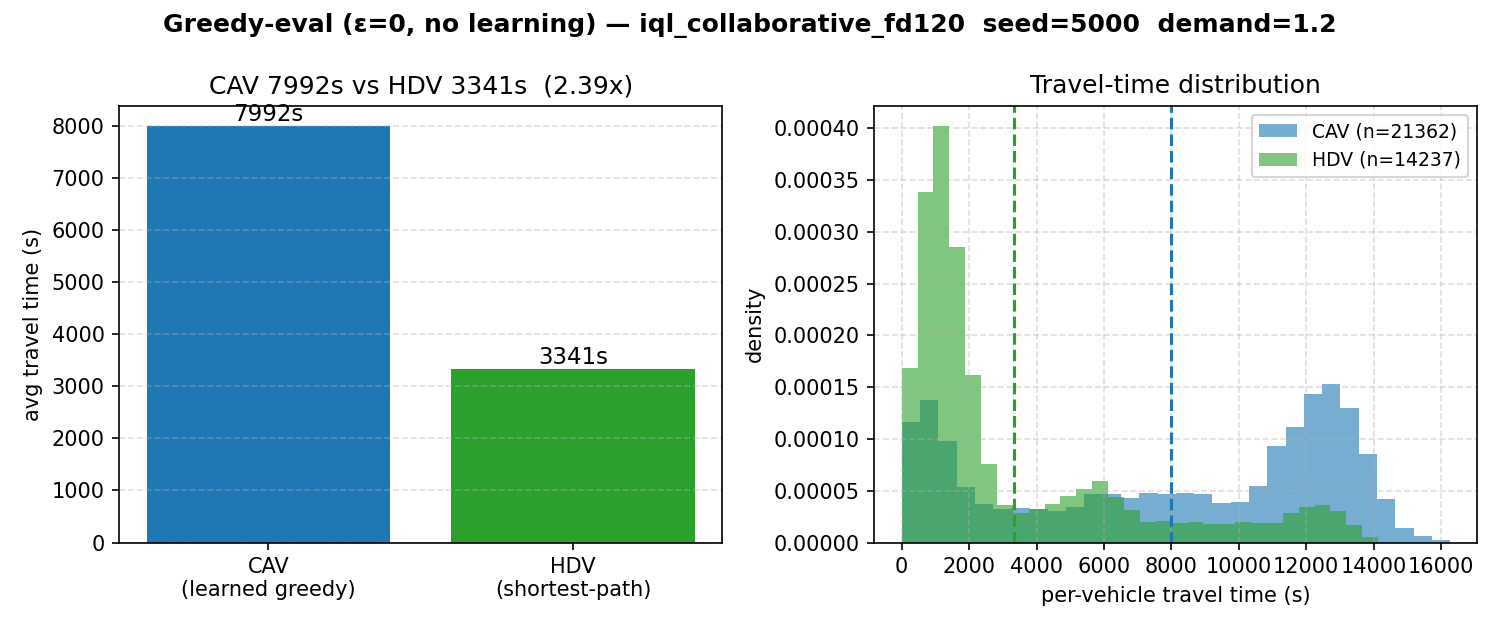 Greedy-eval (ε=0, no learning) — iql_collaborative_fd120  seed=5000  demand=1.2
CAV 7992s vs HDV 3341s  (2.39x)
7992s
3341s
8000
7000
6000
5000
4000
3000
2000
1000
0
avg travel time (s)
CAV
(learned greedy)
HDV
(shortest-path)
Travel-time distribution
CAV (n=21362)
HDV (n=14237)
0.00040
0.00035
0.00030
0.00025
0.00020
0.00015
0.00010
0.00005
0.00000
density
0 2000 4000 6000 8000 10000 12000 14000 16000
per-vehicle travel time (s)